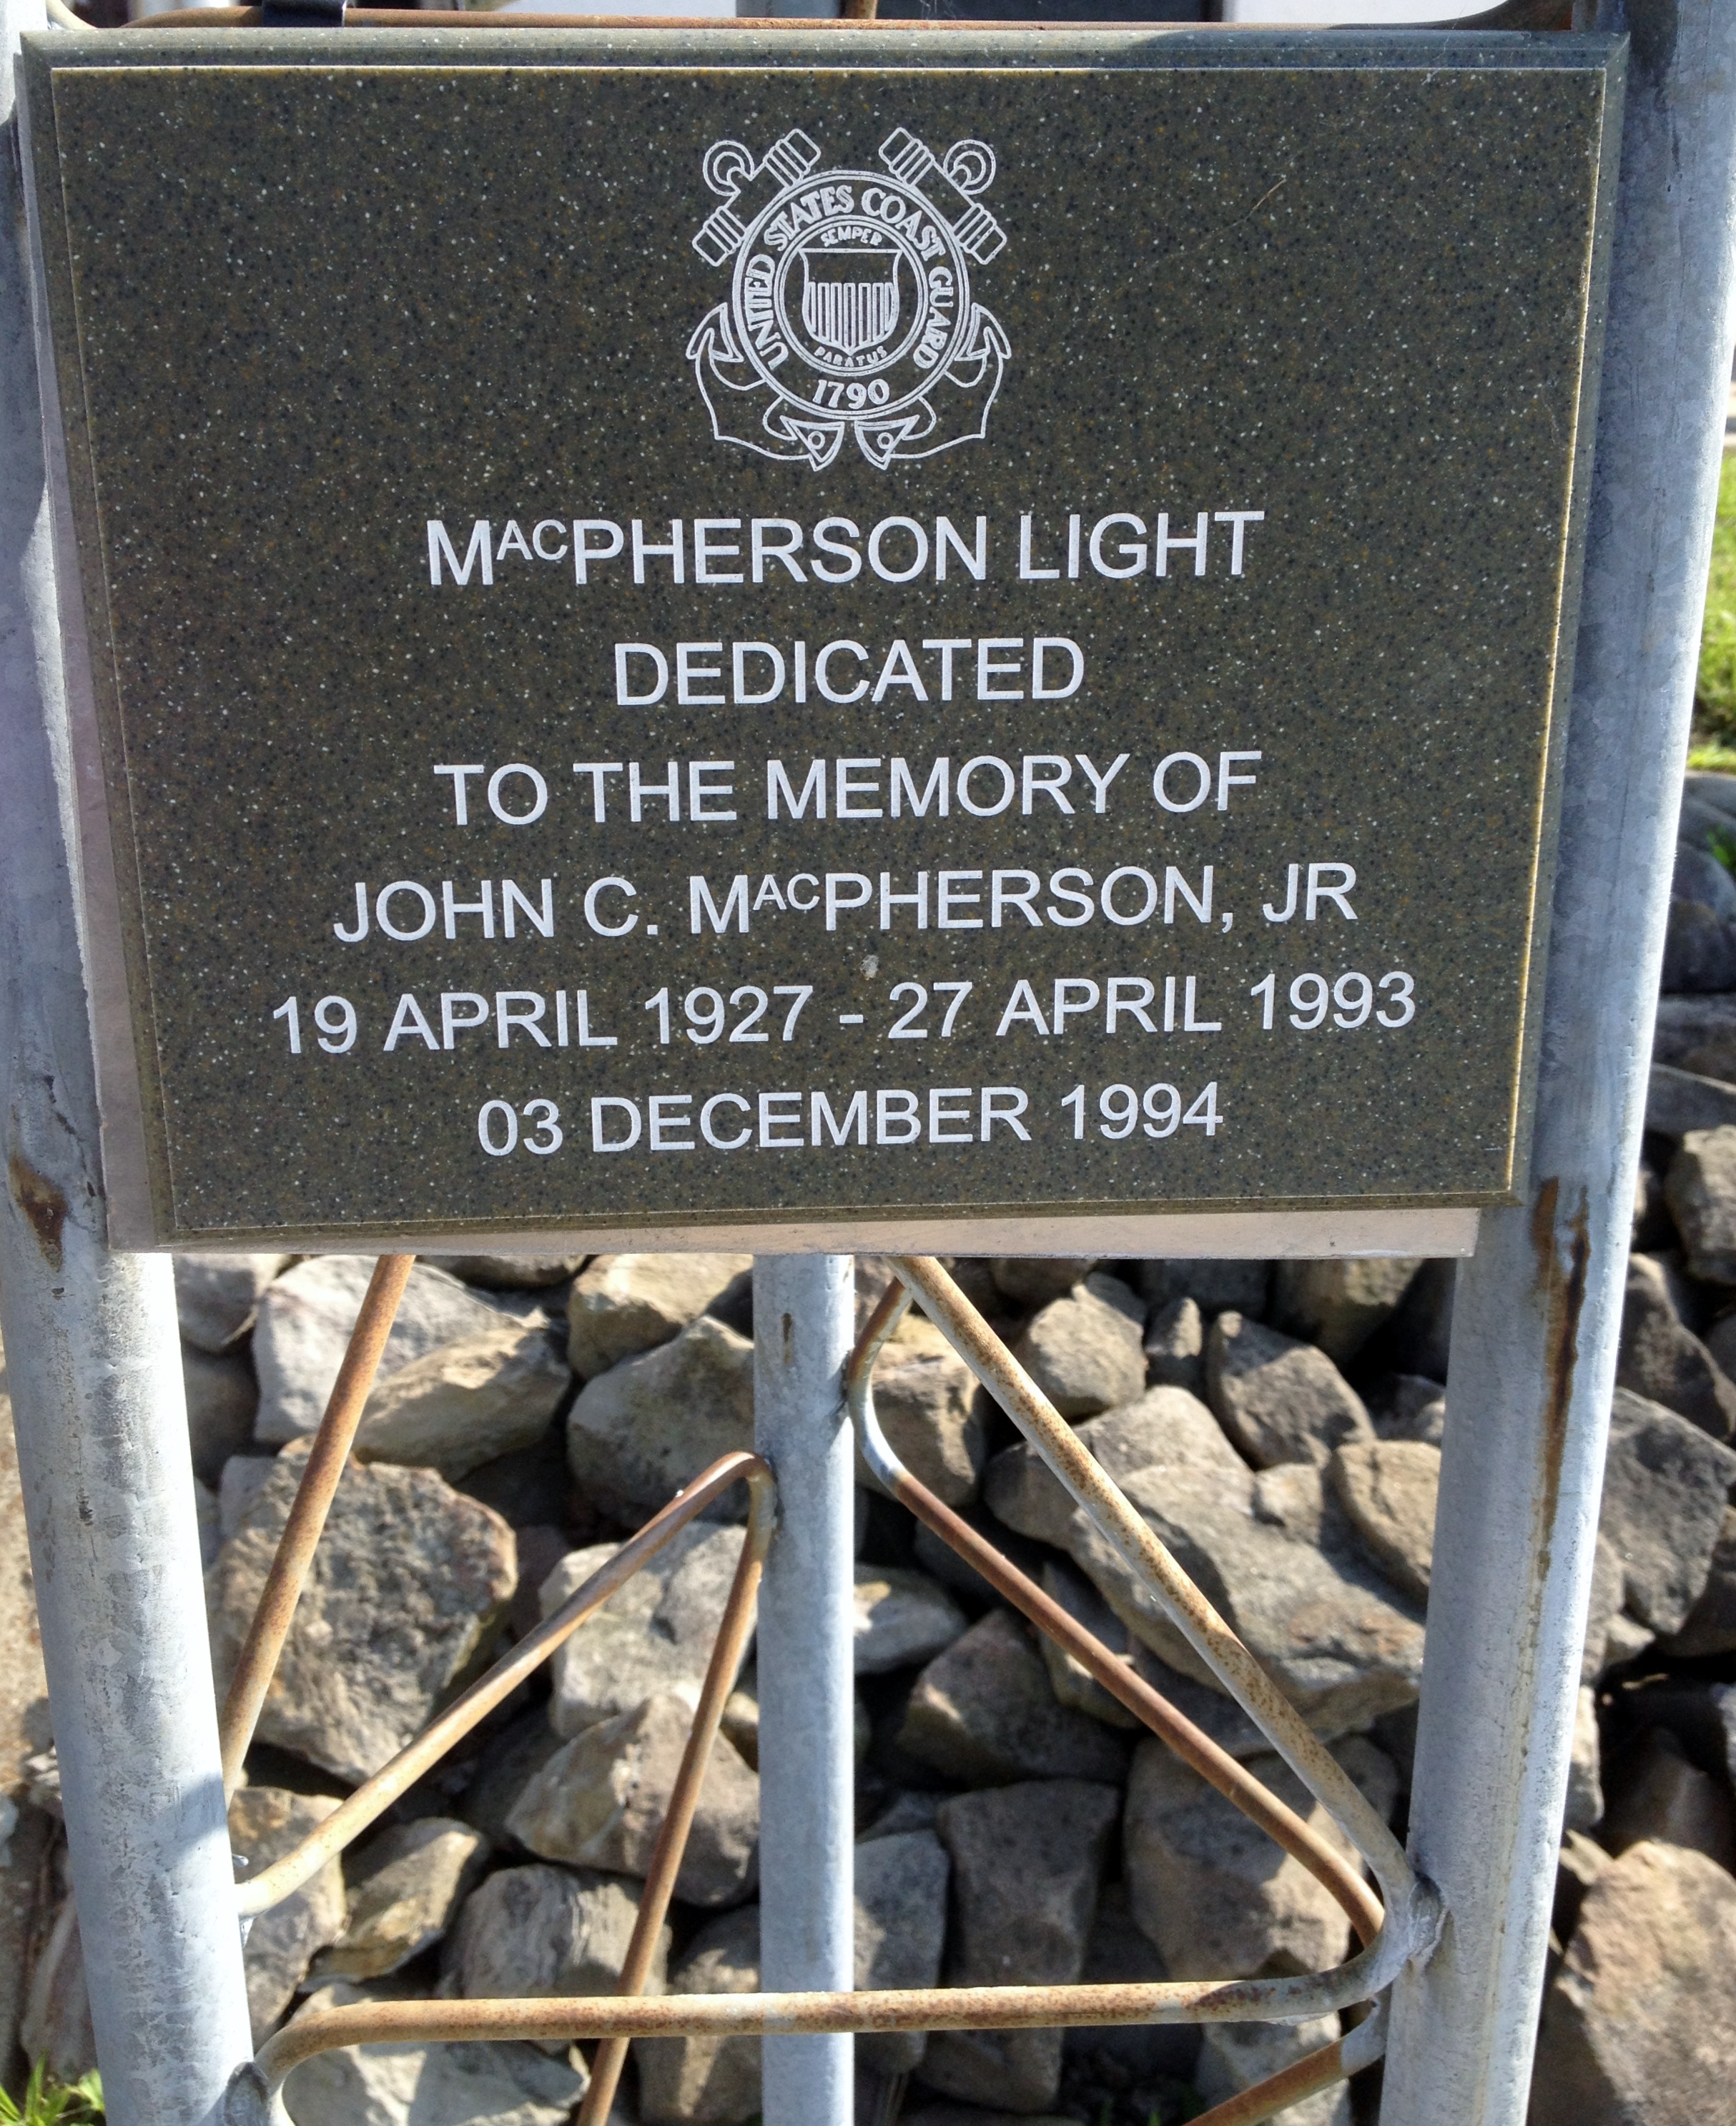 UNITED STATES COAST GUARD
SEMPER
PARATUS
1790
MACPHERSON LIGHT
DEDICATED
TO THE MEMORY OF
JOHN C. MACPHERSON, JR
19 APRIL 1927 - 27 APRIL 1993
03 DECEMBER 1994